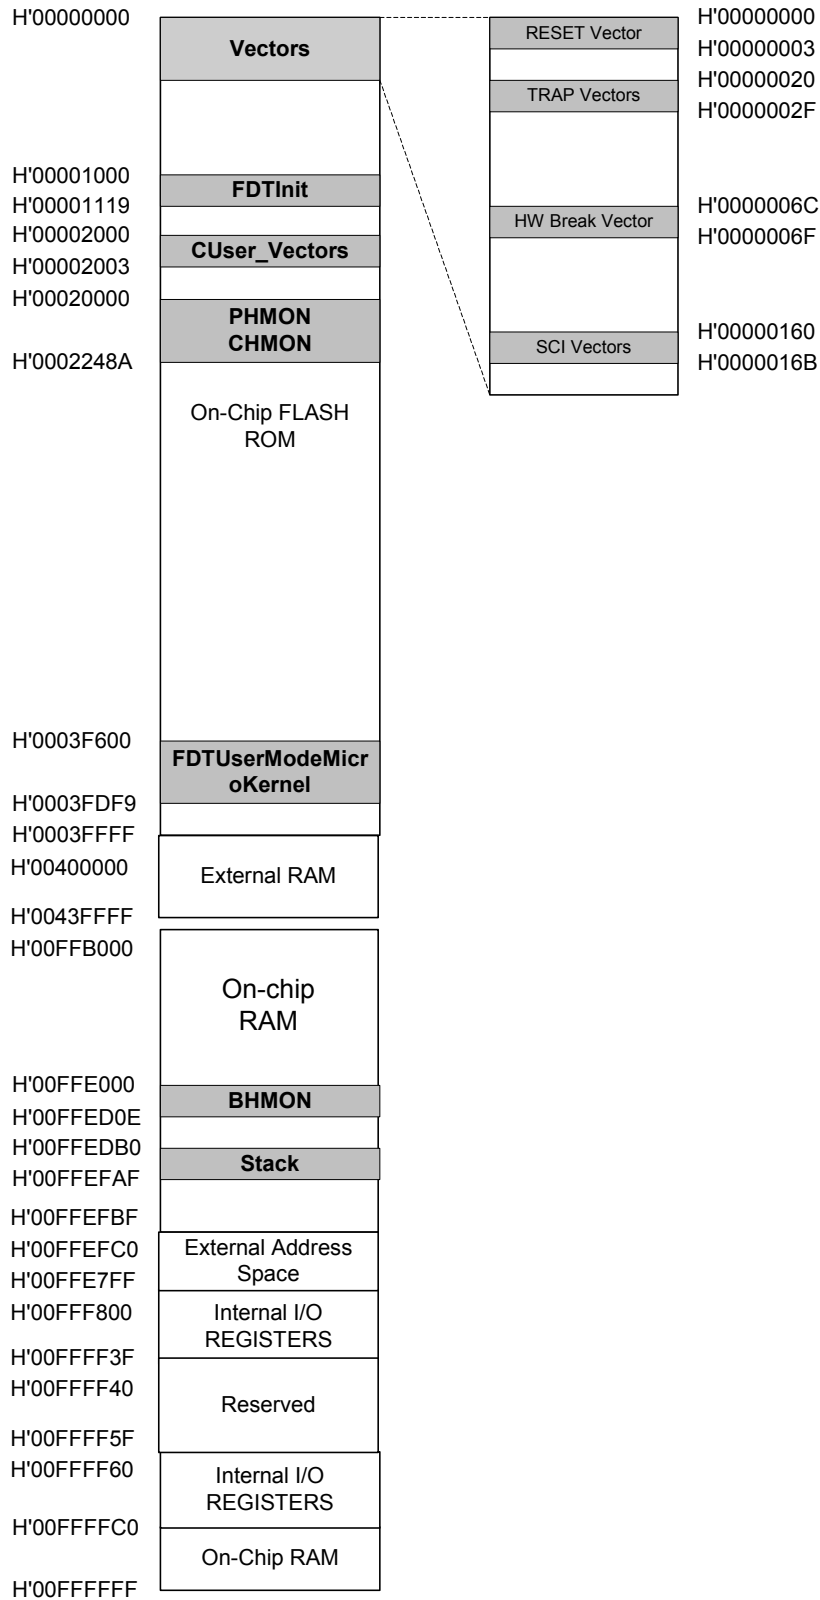 H'00000000
Vectors
H'00001000
FDTInit
H'00001119
H'00002000
CUser_Vectors
H'00002003
H'00020000
PHMON
CHMON
H'0002248A
On-Chip FLASH
ROM
H'0003F600
FDTUserModeMicr
oKernel
H'0003FDF9
H'0003FFFF
H'00400000
External RAM
H'0043FFFF
H'00FFB000
On-chip
RAM
H'00FFE000
BHMON
H'00FFED0E
H'00FFEDB0
Stack
H'00FFEFAF
H'00FFEFBF
H'00FFEFC0
External Address
Space
H'00FFE7FF
H'00FFF800
Internal I/O
REGISTERS
H'00FFFF3F
H'00FFFF40
Reserved
H'00FFFF5F
H'00FFFF60
Internal I/O
REGISTERS
H'00FFFFC0
On-Chip RAM
H'00FFFFFF
H'00000000
RESET Vector
H'00000003
H'00000020
TRAP Vectors
H'0000002F
H'0000006C
HW Break Vector
H'0000006F
H'00000160
SCI Vectors
H'0000016B